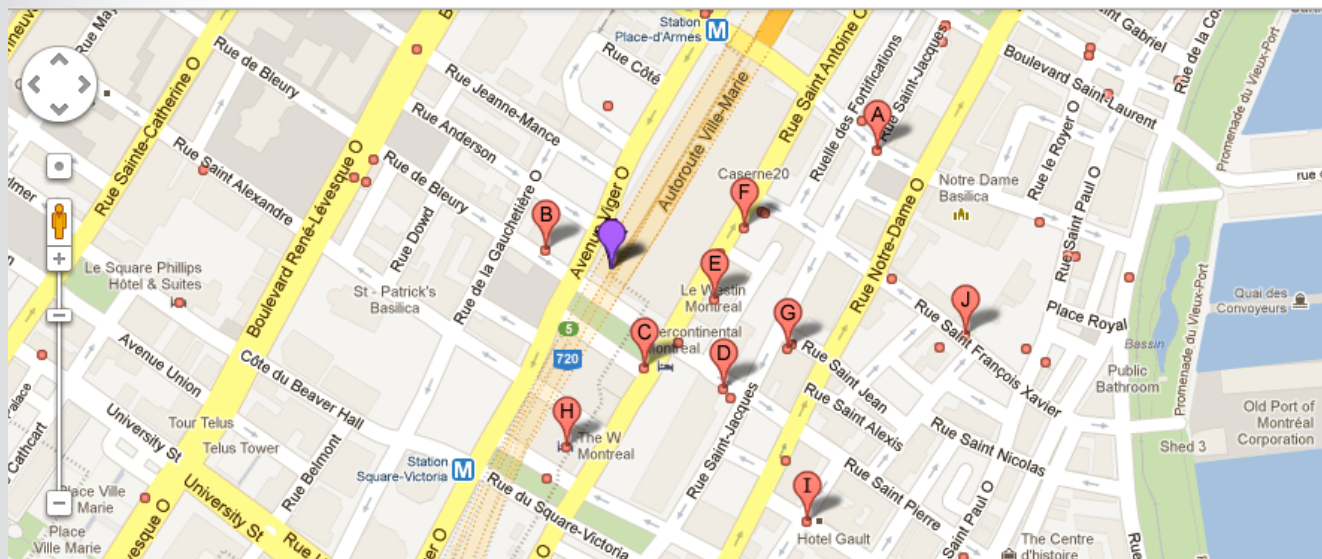 Station
Place-d'Armes
M
Rue Côté
Rue Saint Antoine O
Saint Gabriel
Boulevard Saint-Laurent
Rue de Bleury
Rue Jeanne-Mance
Rue Anderson
Rue de Bleury
Rue Sainte-Catherine O
Rue Saint Alexandre
Boulevard René-Lévesque O
Rue Dowd
Rue de la Gauchetière O
Avenue Viger O
Autoroute Ville-Marie
Ruelle des Fortifications
Rue Saint-Jacques
Rue le Royer O
Rue Saint Paul O
Promenade du Vieux-Port
A
Caserne20
F
Notre Dame
Basilica
B
E
Le Westin
Montreal
Rue Notre-Dame O
Le Square Phillips
Hôtel & Suites
St - Patrick's
Basilica
G
J
Place Royal
Quai des
Convoyeurs
Bassin
Public
Bathroom
Promenade du Vieux-Port
5
720
C
D
Montreal
Rue Saint François Xavier
Rue Saint Jean
Rue Saint Alexis
Rue Saint Nicolas
Avenue Union
Côte du Beaver Hall
University St
Tour Telus
Telus Tower
Rue Belmont
H
The W
Montreal
Station
Square-Victoria
M
Rue du Square-Victoria
Rue Saint-Jacques
Rue Saint Pierre
I
Hotel Gault
Saint Paul O
The Centre
d'histoire
Shed 3
Old Port of
Montréal
Corporation
Place Ville
Marie
Place
Ville Marie
University St